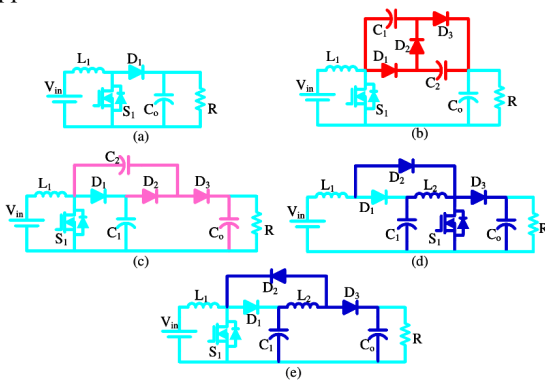 L1 D1
Vin S1 Co R
(a)
C1 D3
D2
L1 D1 C2
Vin S1 Co R
(b)
C2
L1 D1 D2 D3
Vin S1 C1 Co R
(c)
D2
L1 D1 L2 D3
Vin C1 S1 Co R
(d)
D2
L1 D1 L2 D3
Vin S1 C1 Co R
(e)